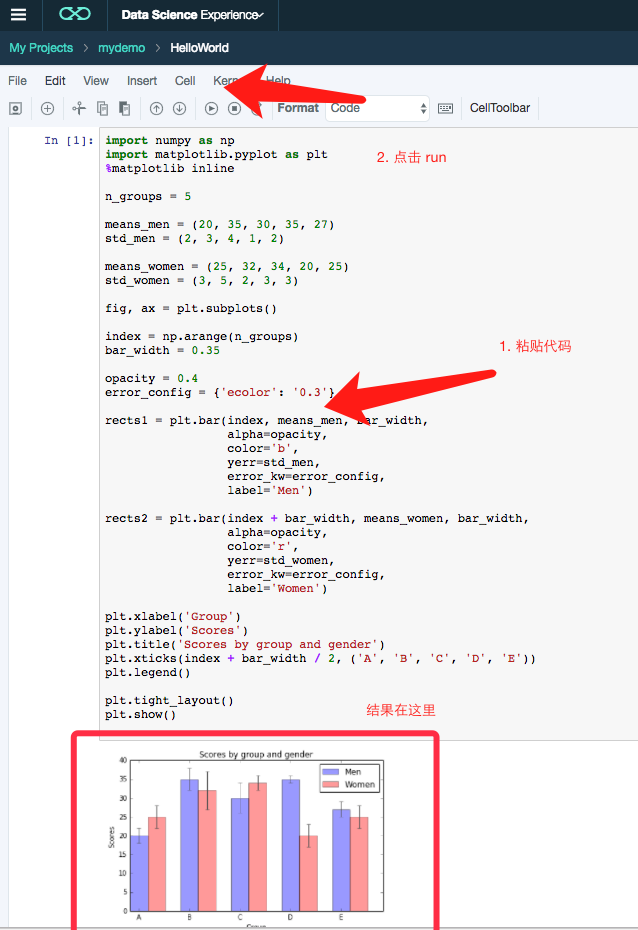 Data Science Experience
My Projects > mydemo > HelloWorld
File Edit View Insert Cell Kern Help
Format Code CellToolbar
2. 点击 run
In [1]:
import numpy as np
import matplotlib.pyplot as plt
%matplotlib inline
n_groups = 5
means_men = (20, 35, 30, 35, 27)
std_men = (2, 3, 4, 1, 2)
means_women = (25, 32, 34, 20, 25)
std_women = (3, 5, 2, 3, 3)
fig, ax = plt.subplots()
index = np.arange(n_groups)
bar_width = 0.35
1. 粘贴代码
opacity = 0.4
error_config = {'ecolor': '0.3'}
rects1 = plt.bar(index, means_men, bar_width,
alpha=opacity,
color='b',
yerr=std_men,
error_kw=error_config,
label='Men')
rects2 = plt.bar(index + bar_width, means_women, bar_width,
alpha=opacity,
color='r',
yerr=std_women,
error_kw=error_config,
label='Women')
plt.xlabel('Group')
plt.ylabel('Scores')
plt.title('Scores by group and gender')
plt.xticks(index + bar_width / 2, ('A', 'B', 'C', 'D', 'E'))
plt.legend()
plt.tight_layout()
plt.show()
结果在这里
Scores by group and gender
Men
Women
Scores
40
35
30
25
20
15
10
5
0
A B C D E